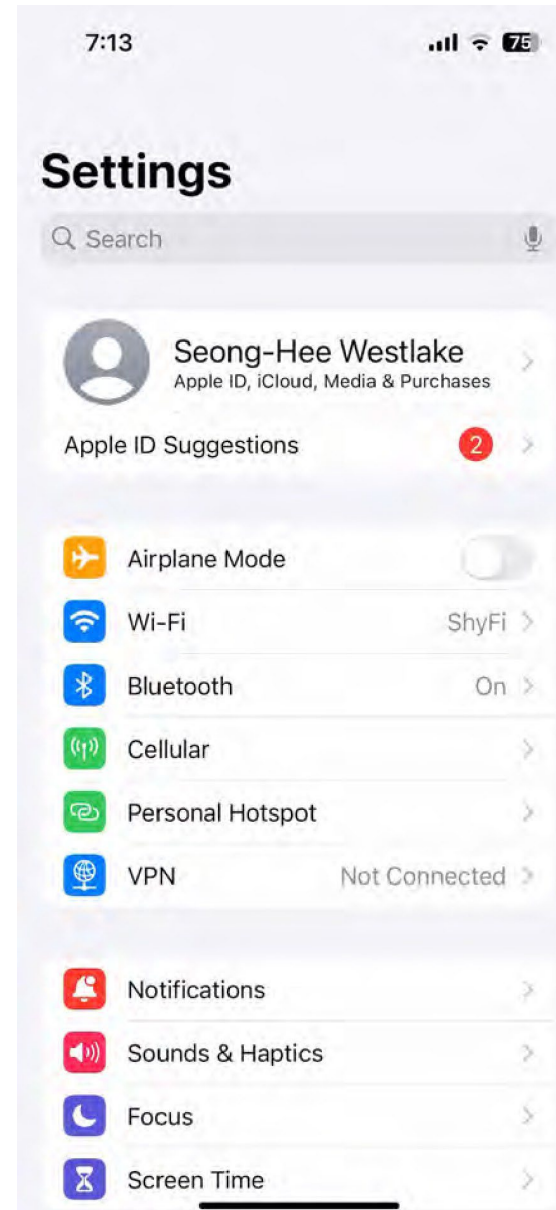 7:13
75
Settings
Search
Seong-Hee Westlake
Apple ID, iCloud, Media & Purchases
Apple ID Suggestions
2
Airplane Mode
Wi-Fi ShyFi
Bluetooth On
Cellular
Personal Hotspot
VPN Not Connected
Notifications
Sounds & Haptics
Focus
Screen Time